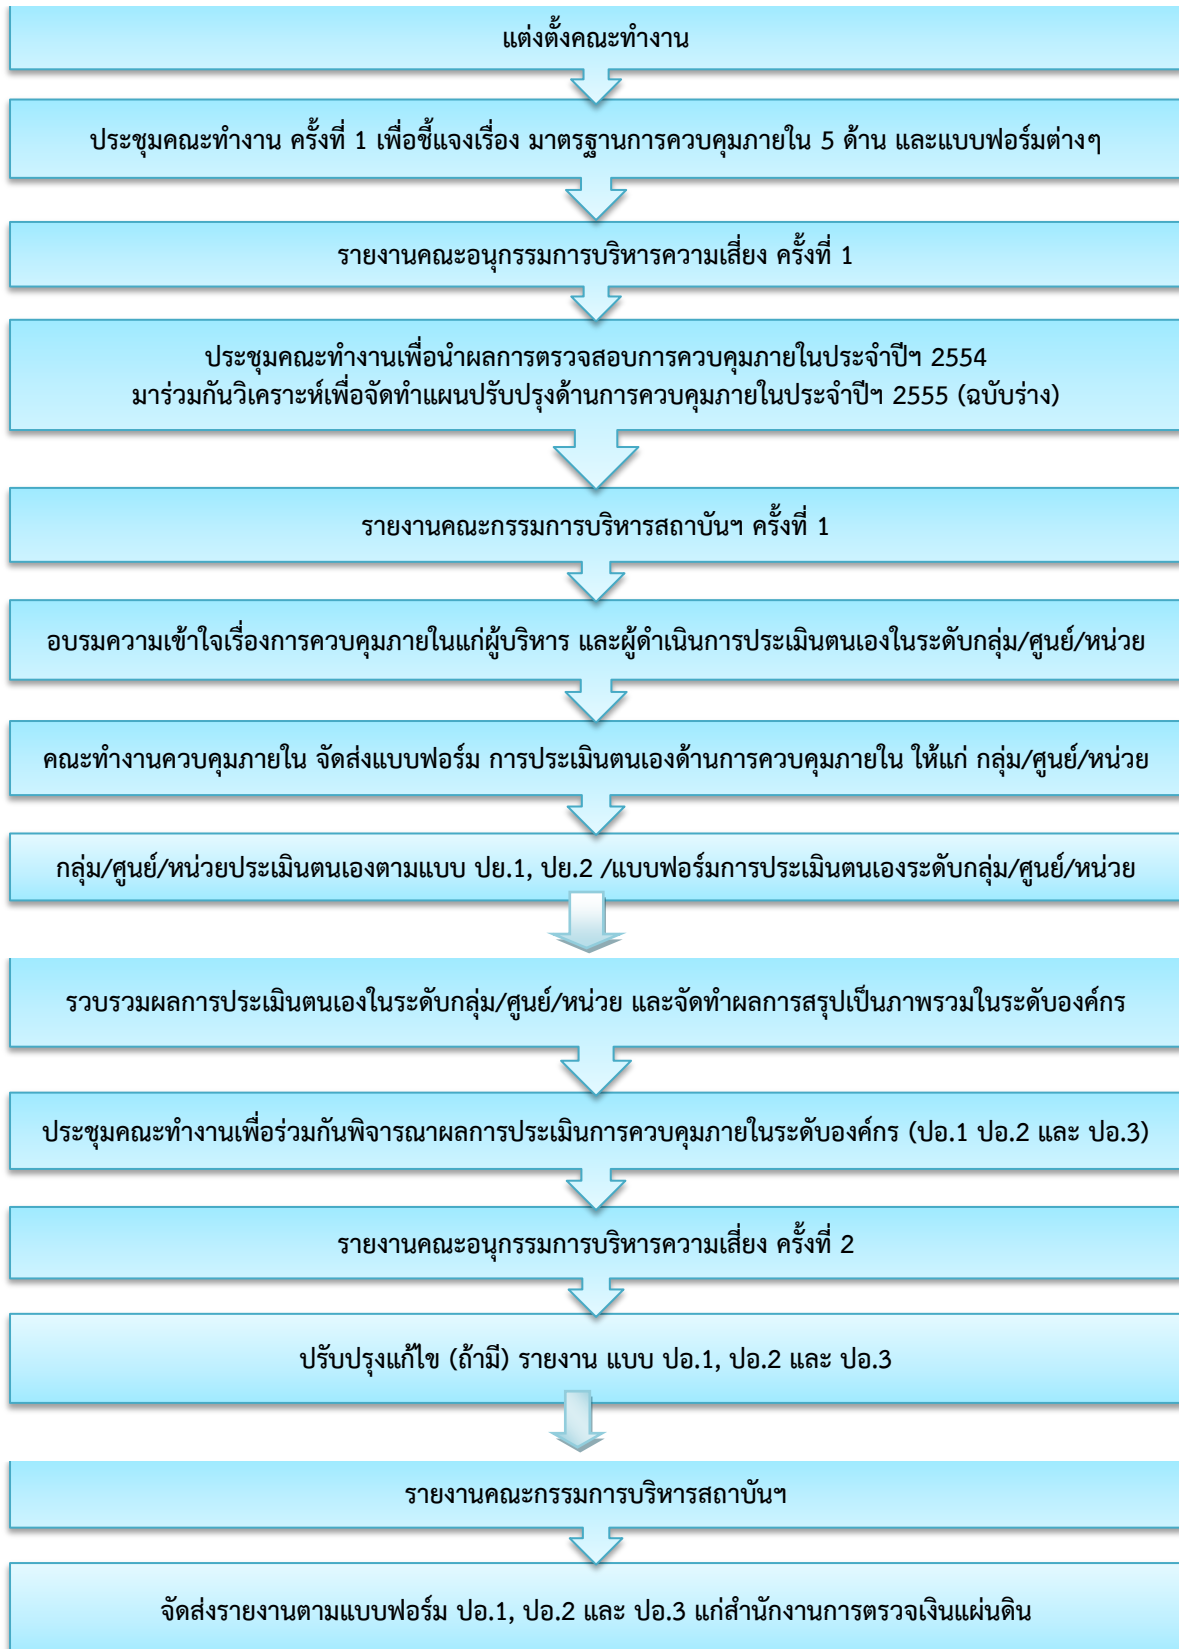 แต่งตั้งคณะทำงาน
ประชุมคณะทำงาน ครั้งที่ 1 เพื่อชี้แจงเรื่อง มาตรฐานการควบคุมภายใน 5 ด้าน และแบบฟอร์มต่างๆ
รายงานคณะอนุกรรมการบริหารความเสี่ยง ครั้งที่ 1
ประชุมคณะทำงานเพื่อนำผลการตรวจสอบการควบคุมภายในประจำปีฯ 2554
มาร่วมกันวิเคราะห์เพื่อจัดทำแผนปรับปรุงด้านการควบคุมภายในประจำปีฯ 2555 (ฉบับร่าง)
รายงานคณะกรรมการบริหารสถาบันฯ ครั้งที่ 1
อบรมความเข้าใจเรื่องการควบคุมภายในแก่ผู้บริหาร และผู้ดำเนินการประเมินตนเองในระดับกลุ่ม/ศูนย์/หน่วย
คณะทำงานควบคุมภายใน จัดส่งแบบฟอร์ม การประเมินตนเองด้านการควบคุมภายใน ให้แก่ กลุ่ม/ศูนย์/หน่วย
กลุ่ม/ศูนย์/หน่วยประเมินตนเองตามแบบ ปย.1, ปย.2 /แบบฟอร์มการประเมินตนเองระดับกลุ่ม/ศูนย์/หน่วย
รวบรวมผลการประเมินตนเองในระดับกลุ่ม/ศูนย์/หน่วย และจัดทำผลการสรุปเป็นภาพรวมในระดับองค์กร
ประชุมคณะทำงานเพื่อร่วมกันพิจารณาผลการประเมินการควบคุมภายในระดับองค์กร (ปอ.1 ปอ.2 และ ปอ.3)
รายงานคณะอนุกรรมการบริหารความเสี่ยง ครั้งที่ 2
ปรับปรุงแก้ไข (ถ้ามี) รายงาน แบบ ปอ.1, ปอ.2 และ ปอ.3
รายงานคณะกรรมการบริหารสถาบันฯ
จัดส่งรายงานตามแบบฟอร์ม ปอ.1, ปอ.2 และ ปอ.3 แก่สำนักงานการตรวจเงินแผ่นดิน